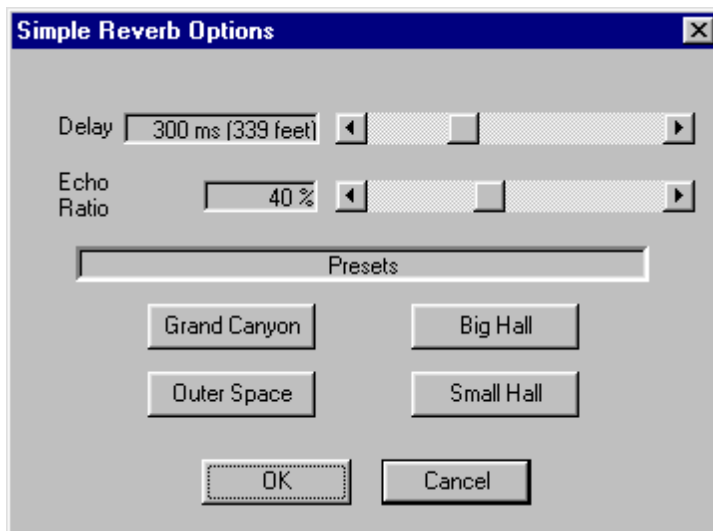 Simple Reverb Options
Delay 300 ms (339 feet)
Echo
Ratio 40 %
Presets
Grand Canyon Big Hall
Outer Space Small Hall
OK Cancel